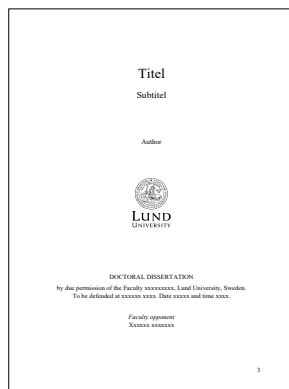 Titel
Subtitel
Author
LUND
UNIVERSITY
DOCTORAL DISSERTATION
by due permission of the Faculty xxxxxxxxx, Lund University, Sweden.
To be defended at xxxxxx xxxx. Date xxxxx and time xxxx.
Faculty opponent
Xxxxxx xxxxxxx
3